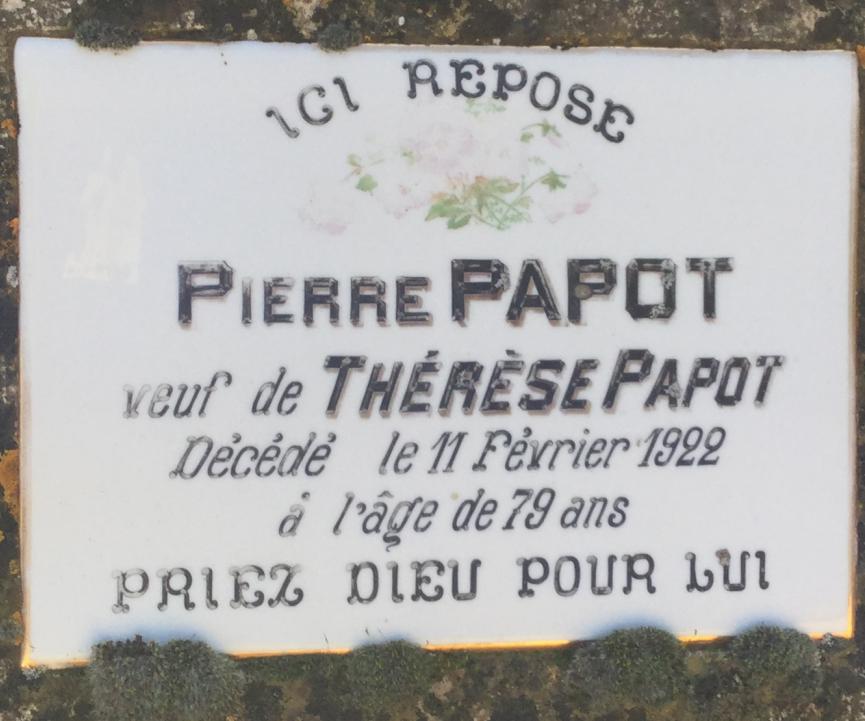 ICI REPOSE
PIERRE PAPOT
veuf de THÉRÈSE PAPOT
Décédé le 11 Février 1922
à l'âge de 79 ans
PRIEZ DIEU POUR LUI